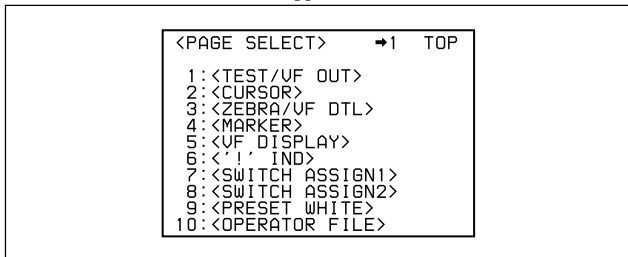 <PAGE SELECT> ➡1 TOP
1:<TEST/VF OUT>
2:<CURSOR>
3:<ZEBRA/VF DTL>
4:<MARKER>
5:<VF DISPLAY>
6:<'!' IND>
7:<SWITCH ASSIGN1>
8:<SWITCH ASSIGN2>
9:<PRESET WHITE>
10:<OPERATOR FILE>